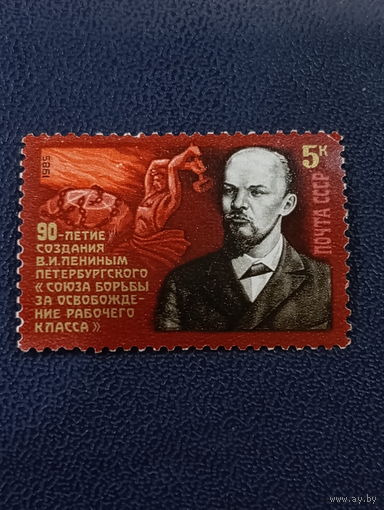 1985
90-ЛЕТИЕ
СОЗДАНИЯ
В.И.ЛЕНИНЫМ
ПЕТЕРБУРГСКОГО
«СОЮЗА БОРЬБЫ
ЗА ОСВОБОЖДЕ-
НИЕ РАБОЧЕГО
КЛАССА»
5К
ПОЧТА СССР
www.ay.by